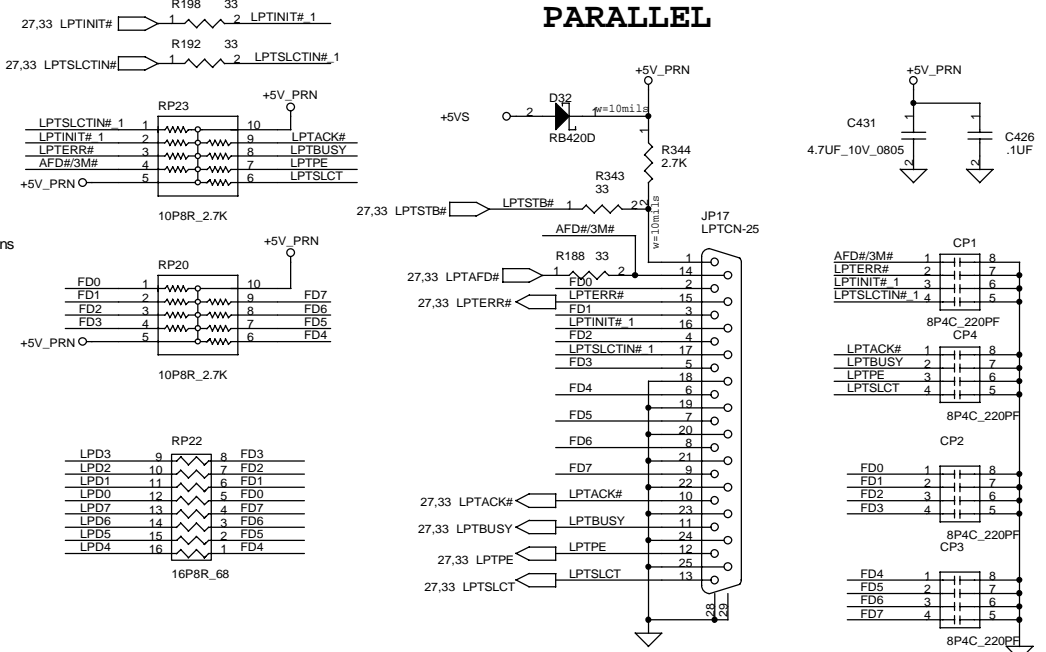 PARALLEL
R198 33
27,33 LPTINIT# 1 2 LPTINIT#_1
R192 33
27,33 LPTSLCTIN# 1 2 LPTSLCTIN#_1
+5V_PRN
RP23
LPTSLCTIN#_1 1 10
LPTINIT#_1 2 9 LPTACK#
LPTERR# 3 8 LPTBUSY
AFD#/3M# 4 7 LPTPE
+5V_PRN 5 6 LPTSLCT
10P8R_2.7K
ns
+5V_PRN
RP20
FD0 1 10
FD1 2 9 FD7
FD2 3 8 FD6
FD3 4 7 FD5
+5V_PRN 5 6 FD4
10P8R_2.7K
RP22
LPD3 9 8 FD3
LPD2 10 7 FD2
LPD1 11 6 FD1
LPD0 12 5 FD0
LPD7 13 4 FD7
LPD6 14 3 FD6
LPD5 15 2 FD5
LPD4 16 1 FD4
16P8R_68
+5V_PRN
D32
+5VS 2 1 w=10mils
RB420D
1
R344
2.7K
2
R343
33
27,33 LPTSTB# LPTSTB# 1 2
w=10mils
AFD#/3M#
R188 33
27,33 LPTAFD# 1 2
JP17
LPTCN-25
1
14
FD0 2
27,33 LPTERR# LPTERR# 15
FD1 3
LPTINIT#_1 16
FD2 4
LPTSLCTIN#_1 17
FD3 5
18
FD4 6
19
FD5 7
20
FD6 8
21
FD7 9
22
27,33 LPTACK# LPTACK# 10
23
27,33 LPTBUSY LPTBUSY 11
24
27,33 LPTPE LPTPE 12
25
27,33 LPTSLCT LPTSLCT 13
28
29
+5V_PRN
C431 1 1 C426
4.7UF_10V_0805 2 2 .1UF
CP1
AFD#/3M# 1 8
LPTERR# 2 7
LPTINIT#_1 3 6
LPTSLCTIN#_1 4 5
8P4C_220PF
CP4
LPTACK# 1 8
LPTBUSY 2 7
LPTPE 3 6
LPTSLCT 4 5
8P4C_220PF
CP2
FD0 1 8
FD1 2 7
FD2 3 6
FD3 4 5
8P4C_220PF
CP3
FD4 1 8
FD5 2 7
FD6 3 6
FD7 4 5
8P4C_220PF